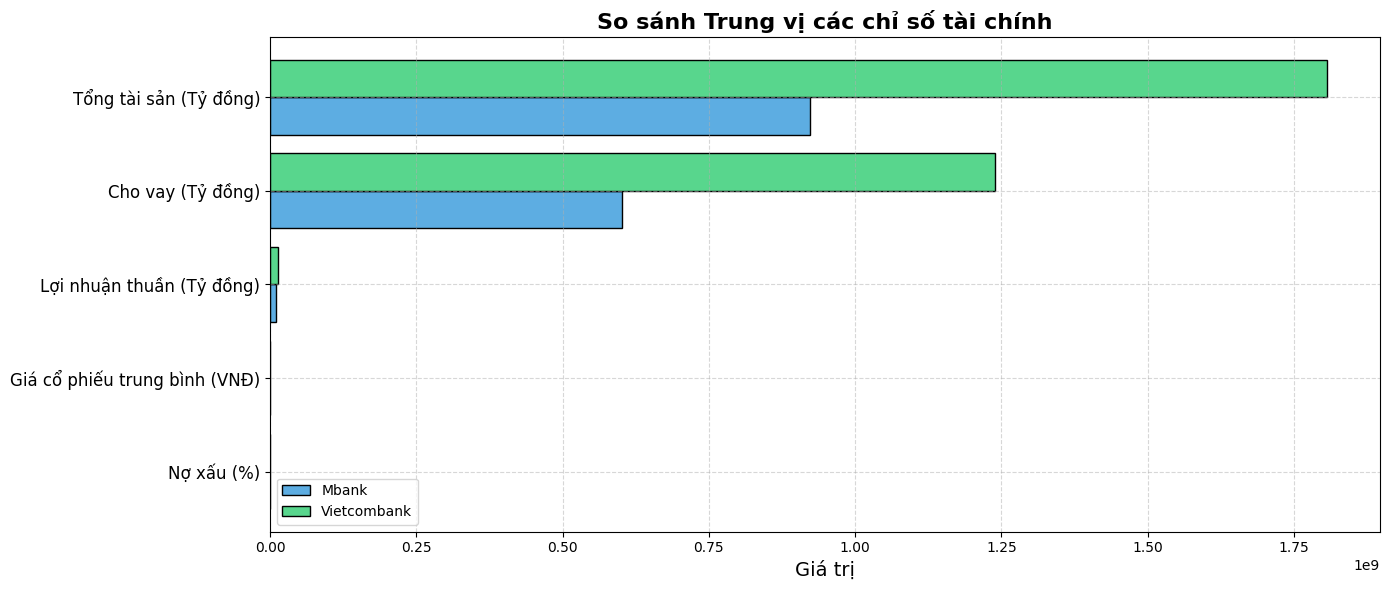 So sánh Trung vị các chỉ số tài chính
Tổng tài sản (Tỷ đồng)
Cho vay (Tỷ đồng)
Lợi nhuận thuần (Tỷ đồng)
Giá cổ phiếu trung bình (VNĐ)
Nợ xấu (%)
Mbank
Vietcombank
0.00 0.25 0.50 0.75 1.00 1.25 1.50 1.75
1e9
Giá trị